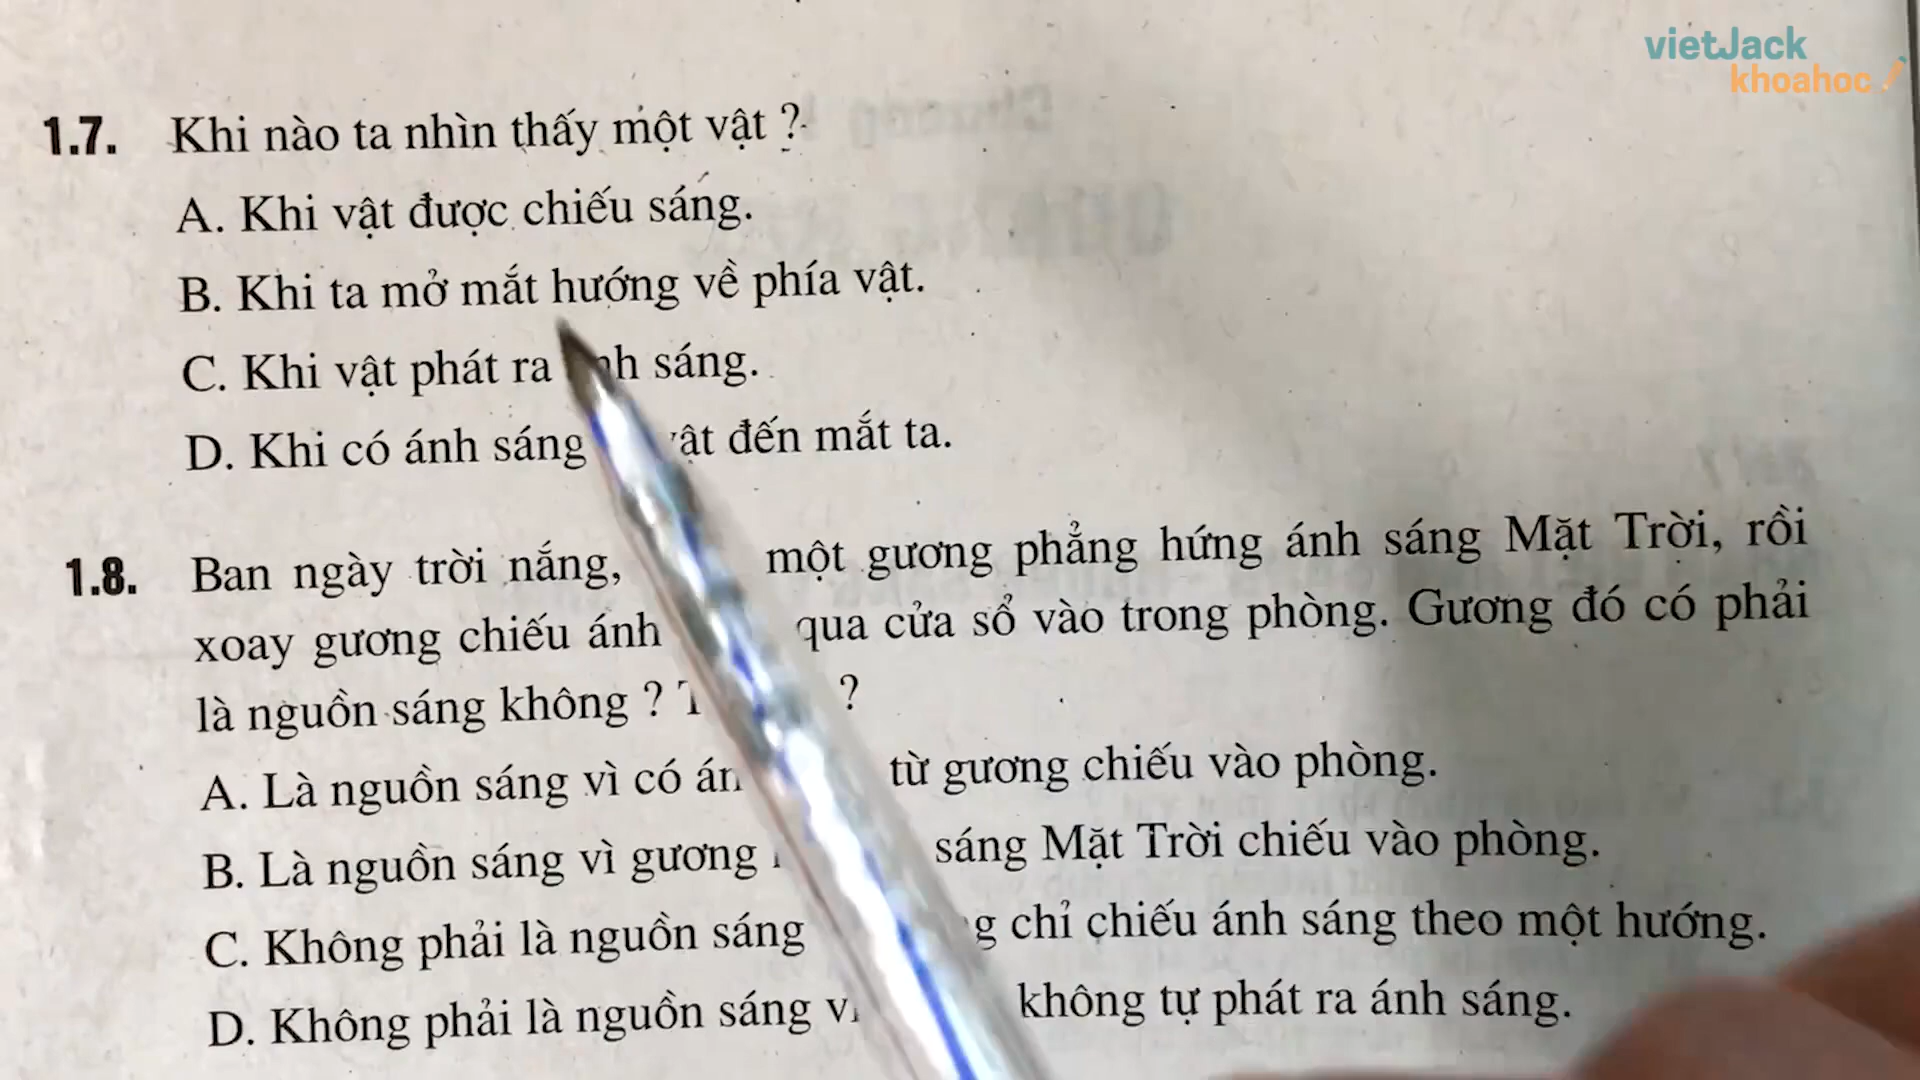 vietJack
khoahoc
1.7. Khi nào ta nhìn thấy một vật ?
A. Khi vật được chiếu sáng.
B. Khi ta mở mắt hướng về phía vật.
C. Khi vật phát ra sáng.
D. Khi có ánh sáng đến mắt ta.
1.8. Ban ngày trời nắng, một gương phẳng hứng ánh sáng Mặt Trời, rồi
xoay gương chiếu ánh qua cửa sổ vào trong phòng. Gương đó có phải
là nguồn sáng không ? ?
A. Là nguồn sáng vì có từ gương chiếu vào phòng.
B. Là nguồn sáng vì gương sáng Mặt Trời chiếu vào phòng.
C. Không phải là nguồn sáng chỉ chiếu ánh sáng theo một hướng.
D. Không phải là nguồn sáng không tự phát ra ánh sáng.